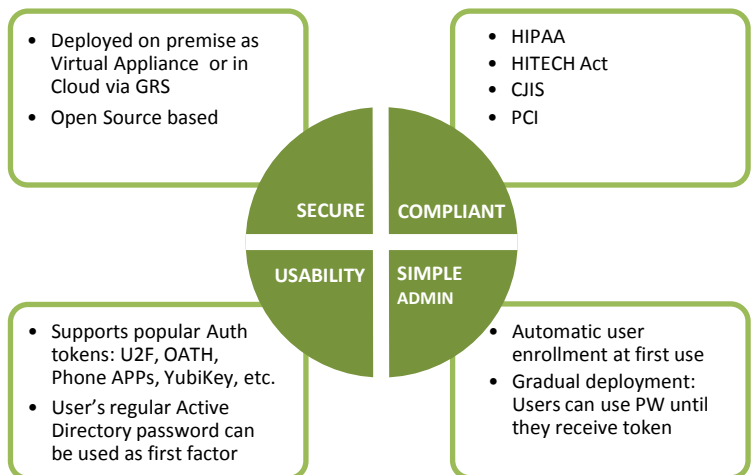 • Deployed on premise as
Virtual Appliance or in
Cloud via GRS
• Open Source based
• HIPAA
• HITECH Act
• CJIS
• PCI
SECURE
COMPLIANT
USABILITY
SIMPLE
ADMIN
• Supports popular Auth
tokens: U2F, OATH,
Phone APPs, YubiKey, etc.
• User’s regular Active
Directory password can
be used as first factor
• Automatic user
enrollment at first use
• Gradual deployment:
Users can use PW until
they receive token